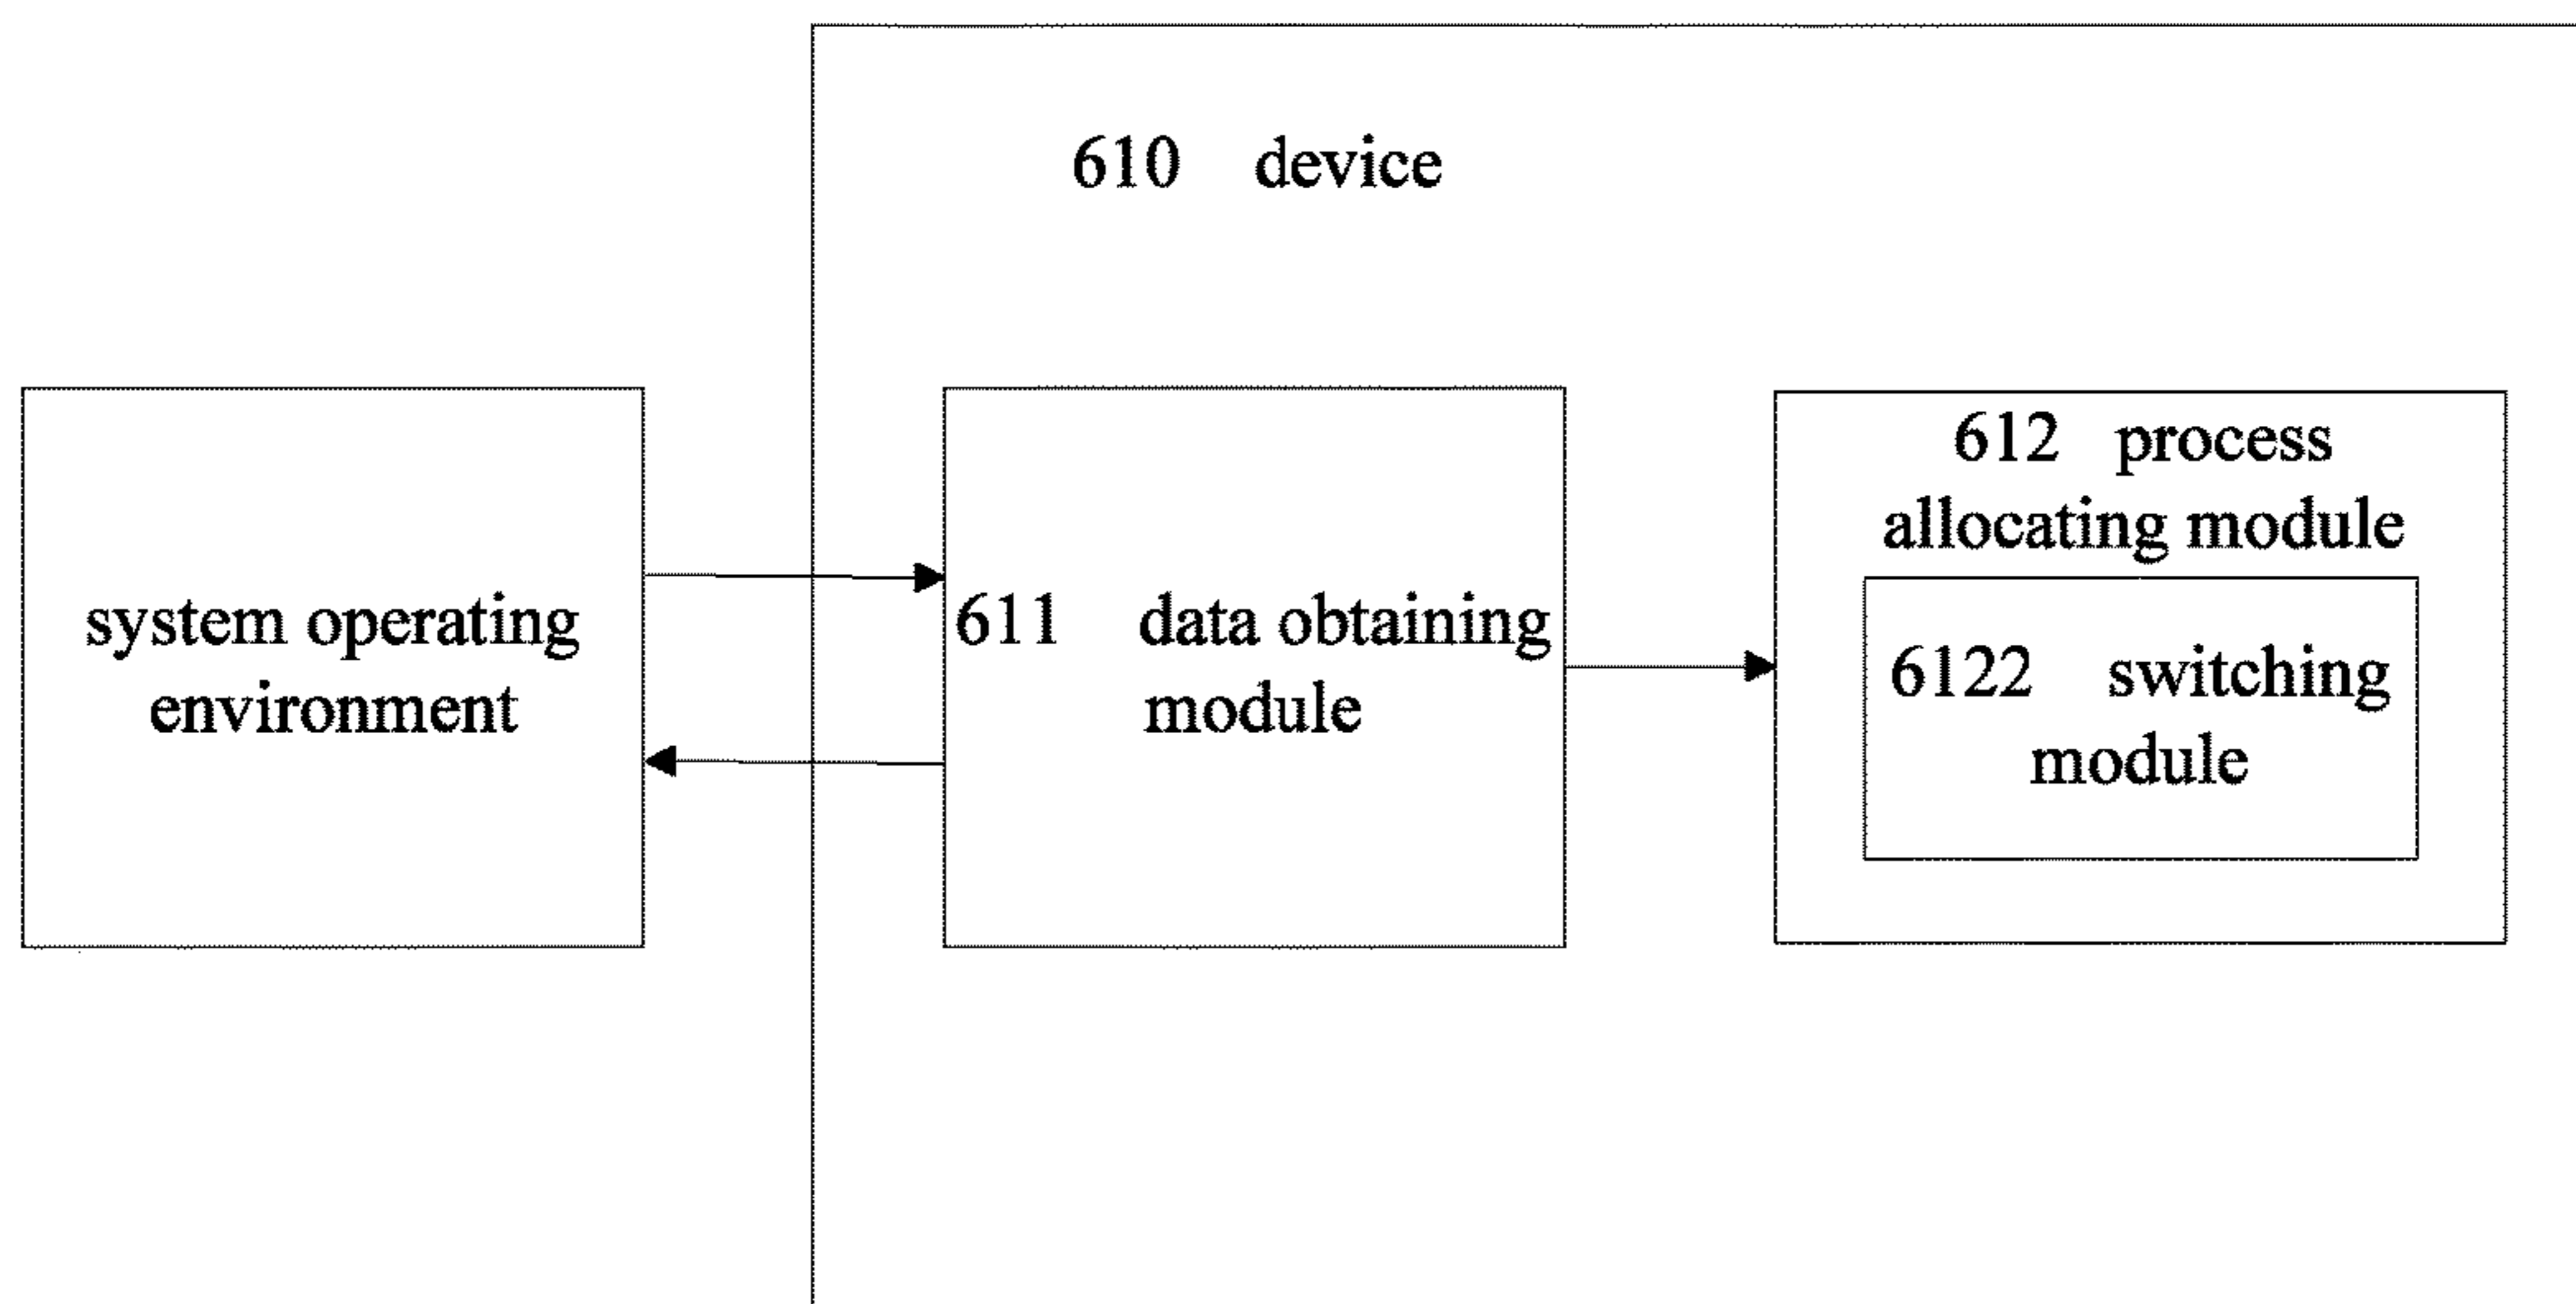 610 device
system operating
environment
611 data obtaining
module
612 process
allocating module
6122 switching
module